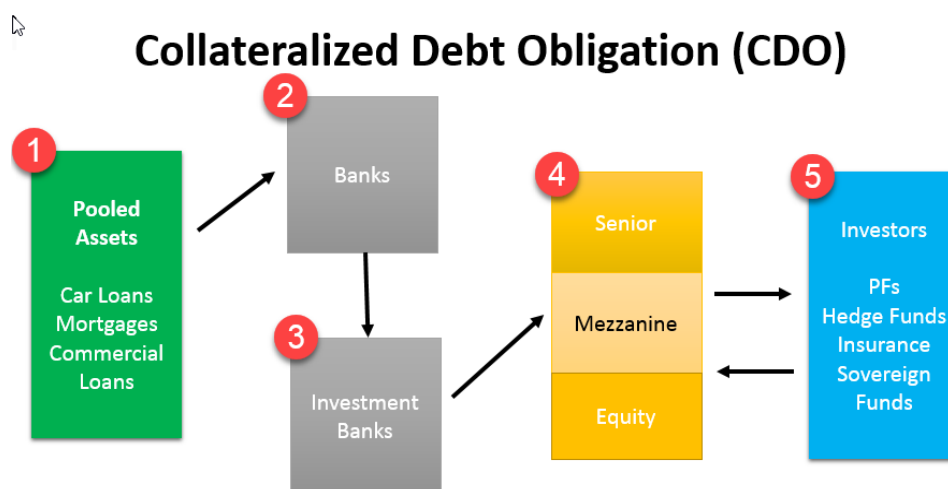 Collateralized Debt Obligation (CDO)
1
Pooled
Assets
Car Loans
Mortgages
Commercial
Loans
2
Banks
3
Investment
Banks
4
Senior
Mezzanine
Equity
5
Investors
PFs
Hedge Funds
Insurance
Sovereign
Funds